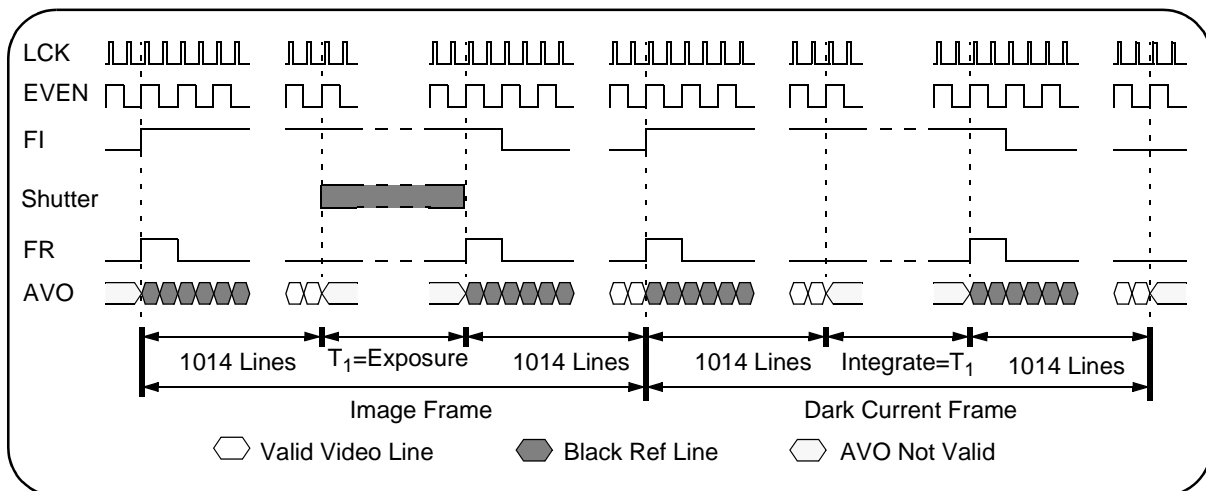 LCK
EVEN
FI
Shutter
FR
AVO
1014 Lines T1=Exposure 1014 Lines 1014 Lines Integrate=T1 1014 Lines
Image Frame Dark Current Frame
Valid Video Line Black Ref Line AVO Not Valid